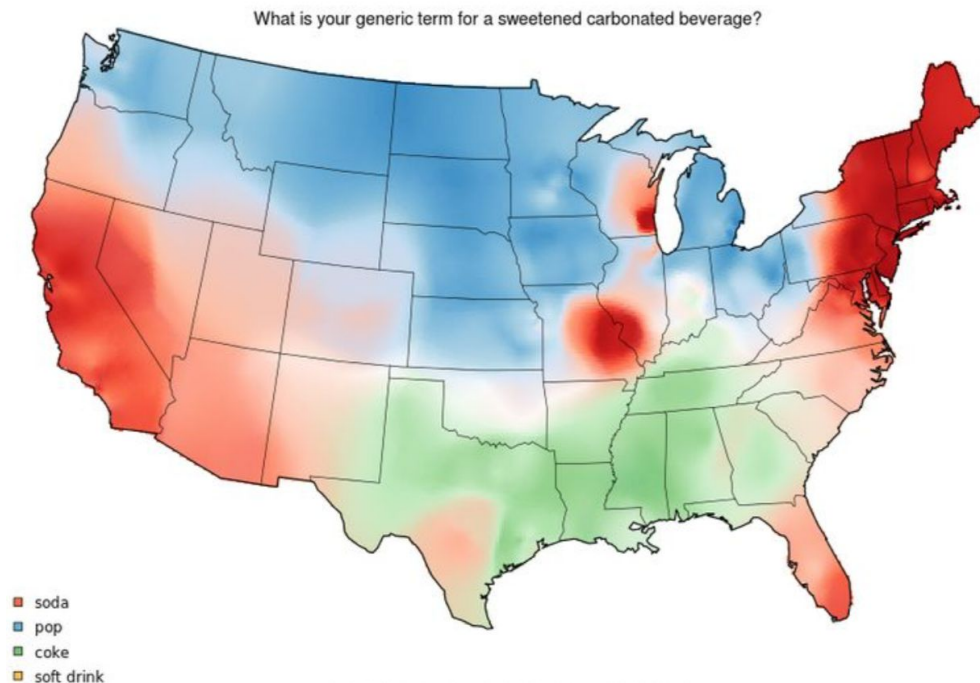 What is your generic term for a sweetened carbonated beverage?
soda
pop
coke
soft drink